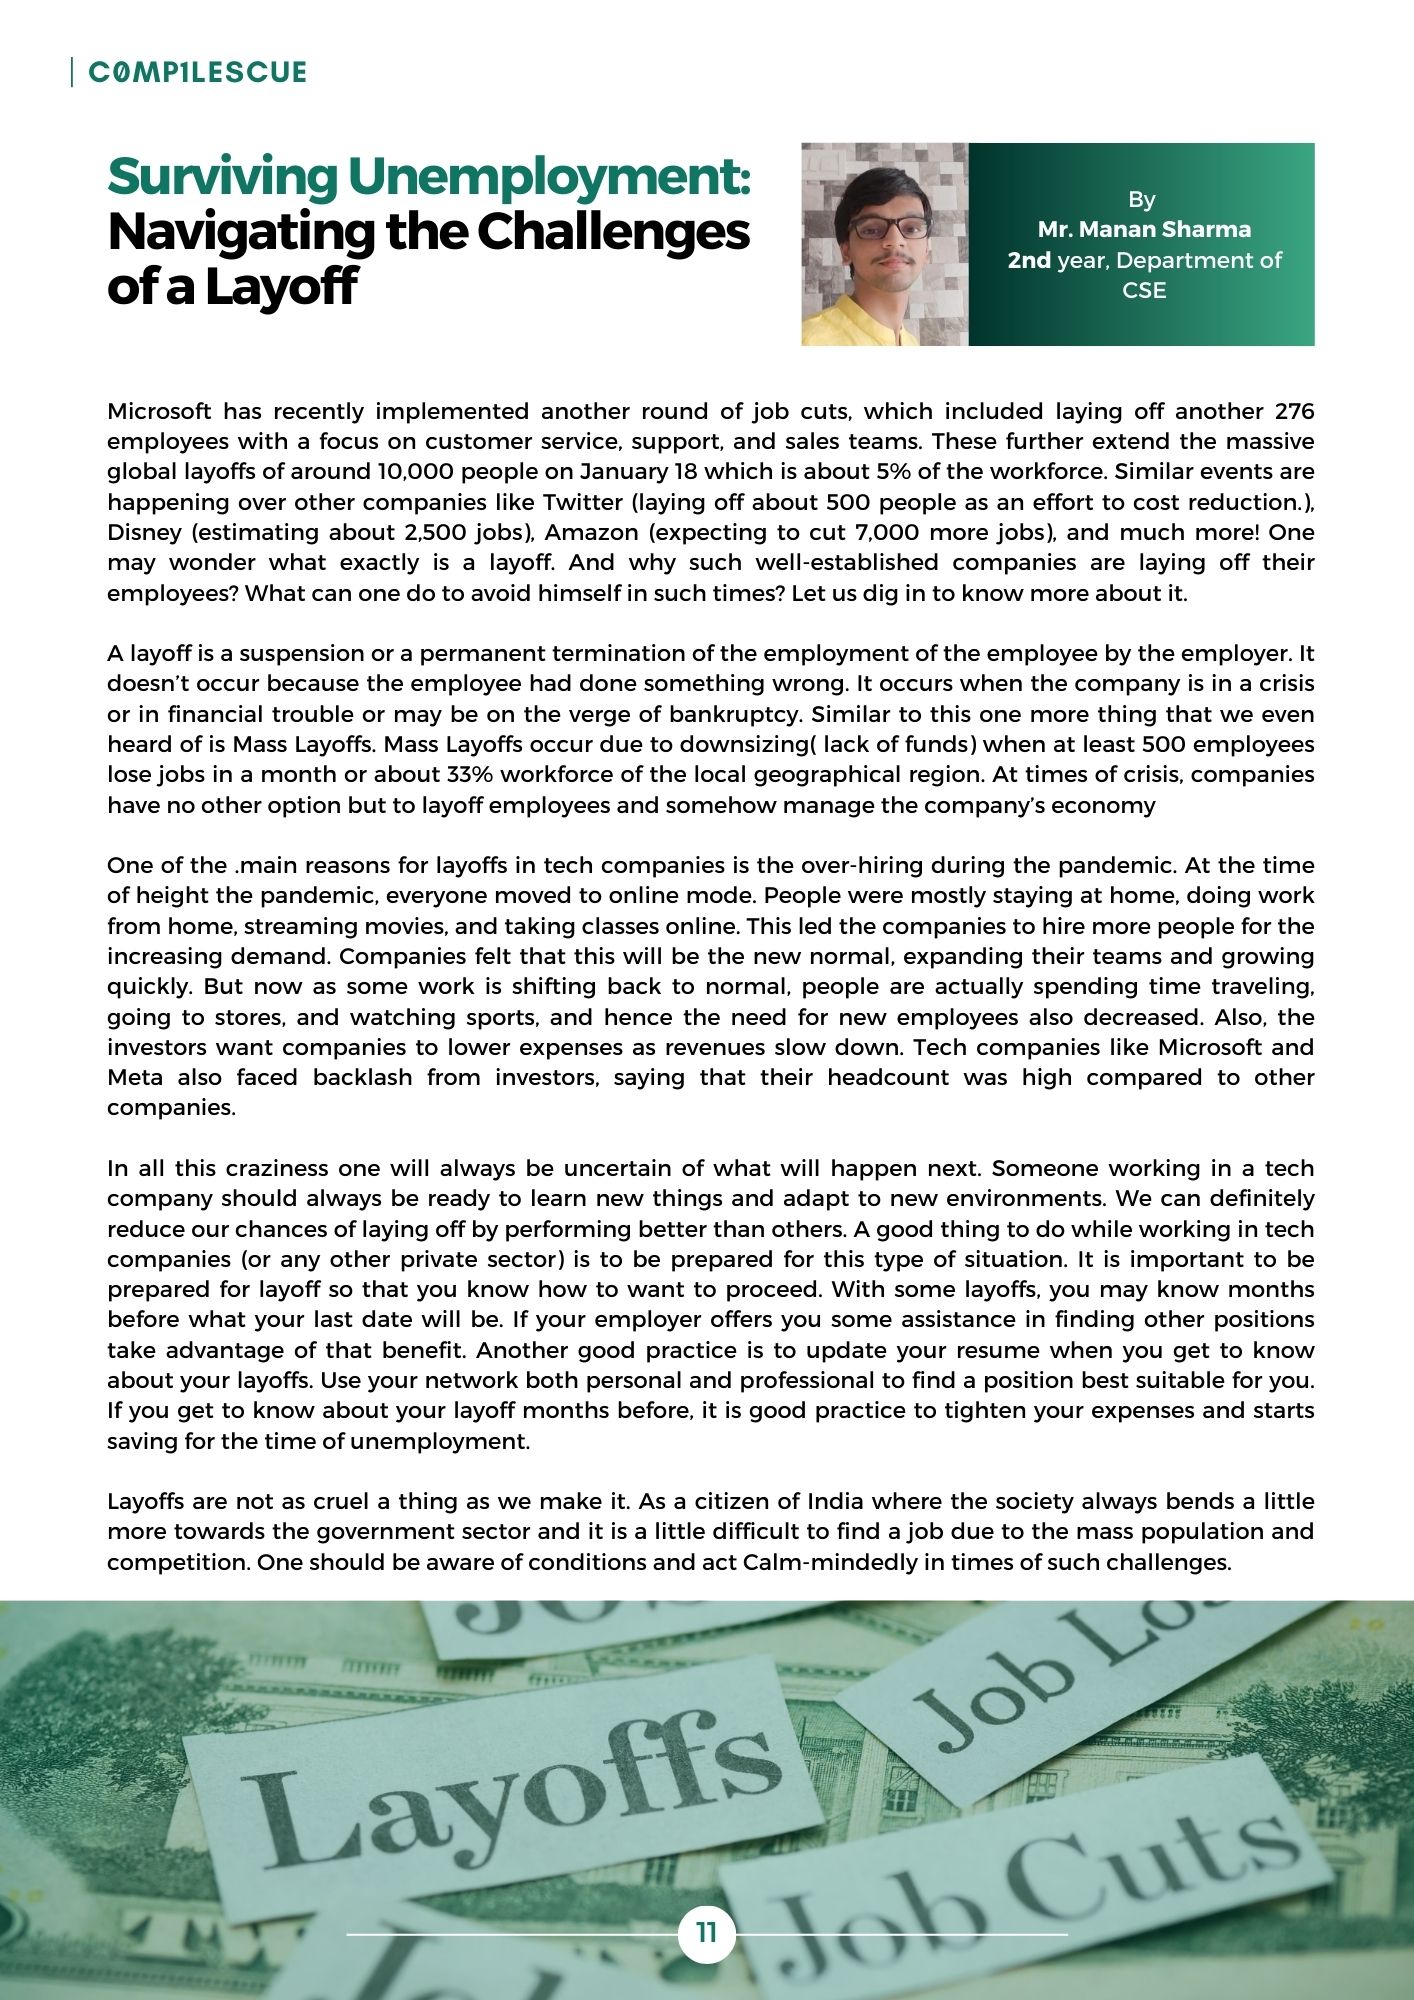 C0MP1LESCUE
Surviving Unemployment:
Navigating the Challenges
of a Layoff
By
Mr. Manan Sharma
2nd year, Department of
CSE
Microsoft has recently implemented another round of job cuts, which included laying off another 276
employees with a focus on customer service, support, and sales teams. These further extend the massive
global layoffs of around 10,000 people on January 18 which is about 5% of the workforce. Similar events are
happening over other companies like Twitter (laying off about 500 people as an effort to cost reduction.),
Disney (estimating about 2,500 jobs), Amazon (expecting to cut 7,000 more jobs), and much more! One
may wonder what exactly is a layoff. And why such well-established companies are laying off their
employees? What can one do to avoid himself in such times? Let us dig in to know more about it.
A layoff is a suspension or a permanent termination of the employment of the employee by the employer. It
doesn’t occur because the employee had done something wrong. It occurs when the company is in a crisis
or in financial trouble or may be on the verge of bankruptcy. Similar to this one more thing that we even
heard of is Mass Layoffs. Mass Layoffs occur due to downsizing( lack of funds) when at least 500 employees
lose jobs in a month or about 33% workforce of the local geographical region. At times of crisis, companies
have no other option but to layoff employees and somehow manage the company’s economy
One of the .main reasons for layoffs in tech companies is the over-hiring during the pandemic. At the time
of height the pandemic, everyone moved to online mode. People were mostly staying at home, doing work
from home, streaming movies, and taking classes online. This led the companies to hire more people for the
increasing demand. Companies felt that this will be the new normal, expanding their teams and growing
quickly. But now as some work is shifting back to normal, people are actually spending time traveling,
going to stores, and watching sports, and hence the need for new employees also decreased. Also, the
investors want companies to lower expenses as revenues slow down. Tech companies like Microsoft and
Meta also faced backlash from investors, saying that their headcount was high compared to other
companies.
In all this craziness one will always be uncertain of what will happen next. Someone working in a tech
company should always be ready to learn new things and adapt to new environments. We can definitely
reduce our chances of laying off by performing better than others. A good thing to do while working in tech
companies (or any other private sector) is to be prepared for this type of situation. It is important to be
prepared for layoff so that you know how to want to proceed. With some layoffs, you may know months
before what your last date will be. If your employer offers you some assistance in finding other positions
take advantage of that benefit. Another good practice is to update your resume when you get to know
about your layoffs. Use your network both personal and professional to find a position best suitable for you.
If you get to know about your layoff months before, it is good practice to tighten your expenses and starts
saving for the time of unemployment.
Layoffs are not as cruel a thing as we make it. As a citizen of India where the society always bends a little
more towards the government sector and it is a little difficult to find a job due to the mass population and
competition. One should be aware of conditions and act Calm-mindedly in times of such challenges.
Job
Layoffs
Job Cuts
11